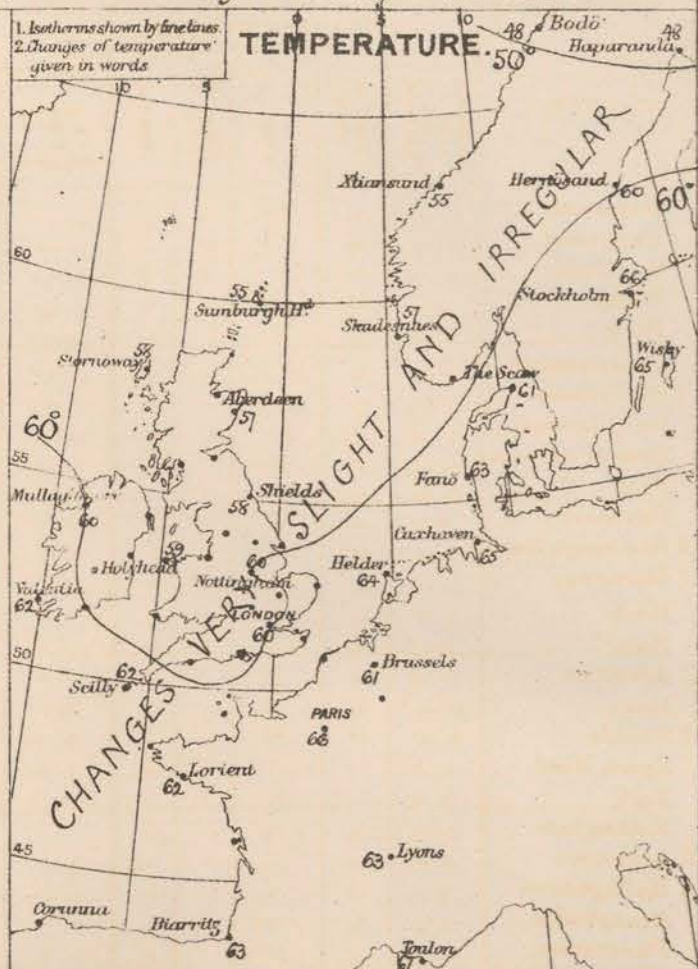 1. Isotherms shown by fine lines.
2. Changes of temperature
given in words
TEMPERATURE.
10 5 0 5 10
48 Bodö
50°
Haparanda 48
Xtiansund
55
Hernösand
60
60°
60
55
Sumburgh Hd
57
Skudesnaes
66
Stockholm
Stornoway
Wisby
65
The Scaw
61
Aberdeen
57
60°
55
Shields
58
Fanö 63
Mullaghmore
60
Cuxhaven
65
Holyhead
59
60
Nottingham
Helder
64
Valentia
62
LONDON
60
50
Scilly
62
Brussels
61
PARIS
Lorient
62
45
63 Lyons
Corunna
Biarritz
63
Toulon
67
CHANGES VERY SLIGHT AND IRREGULAR